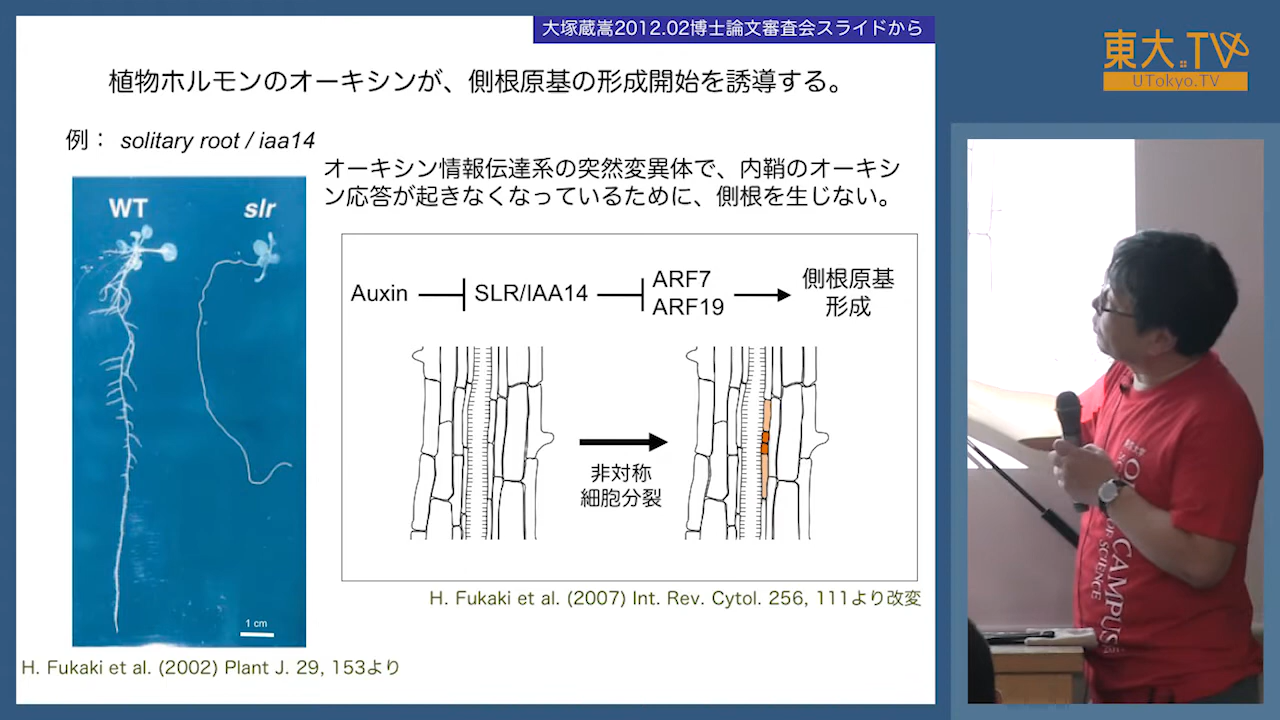 大塚蔵嵩2012.02博士論文審査会スライドから
植物ホルモンのオーキシンが、側根原基の形成開始を誘導する。
例： solitary root / iaa14
オーキシン情報伝達系の突然変異体で、内鞘のオーキシ
ン応答が起きなくなっているために、側根を生じない。
WT
slr
1 cm
Auxin
SLR/IAA14
ARF7
ARF19
側根原基
形成
非対称
細胞分裂
H. Fukaki et al. (2007) Int. Rev. Cytol. 256, 111より改変
H. Fukaki et al. (2002) Plant J. 29, 153より
東大.TV
UTokyo.TV
CAMPUS
OF SCIENCE